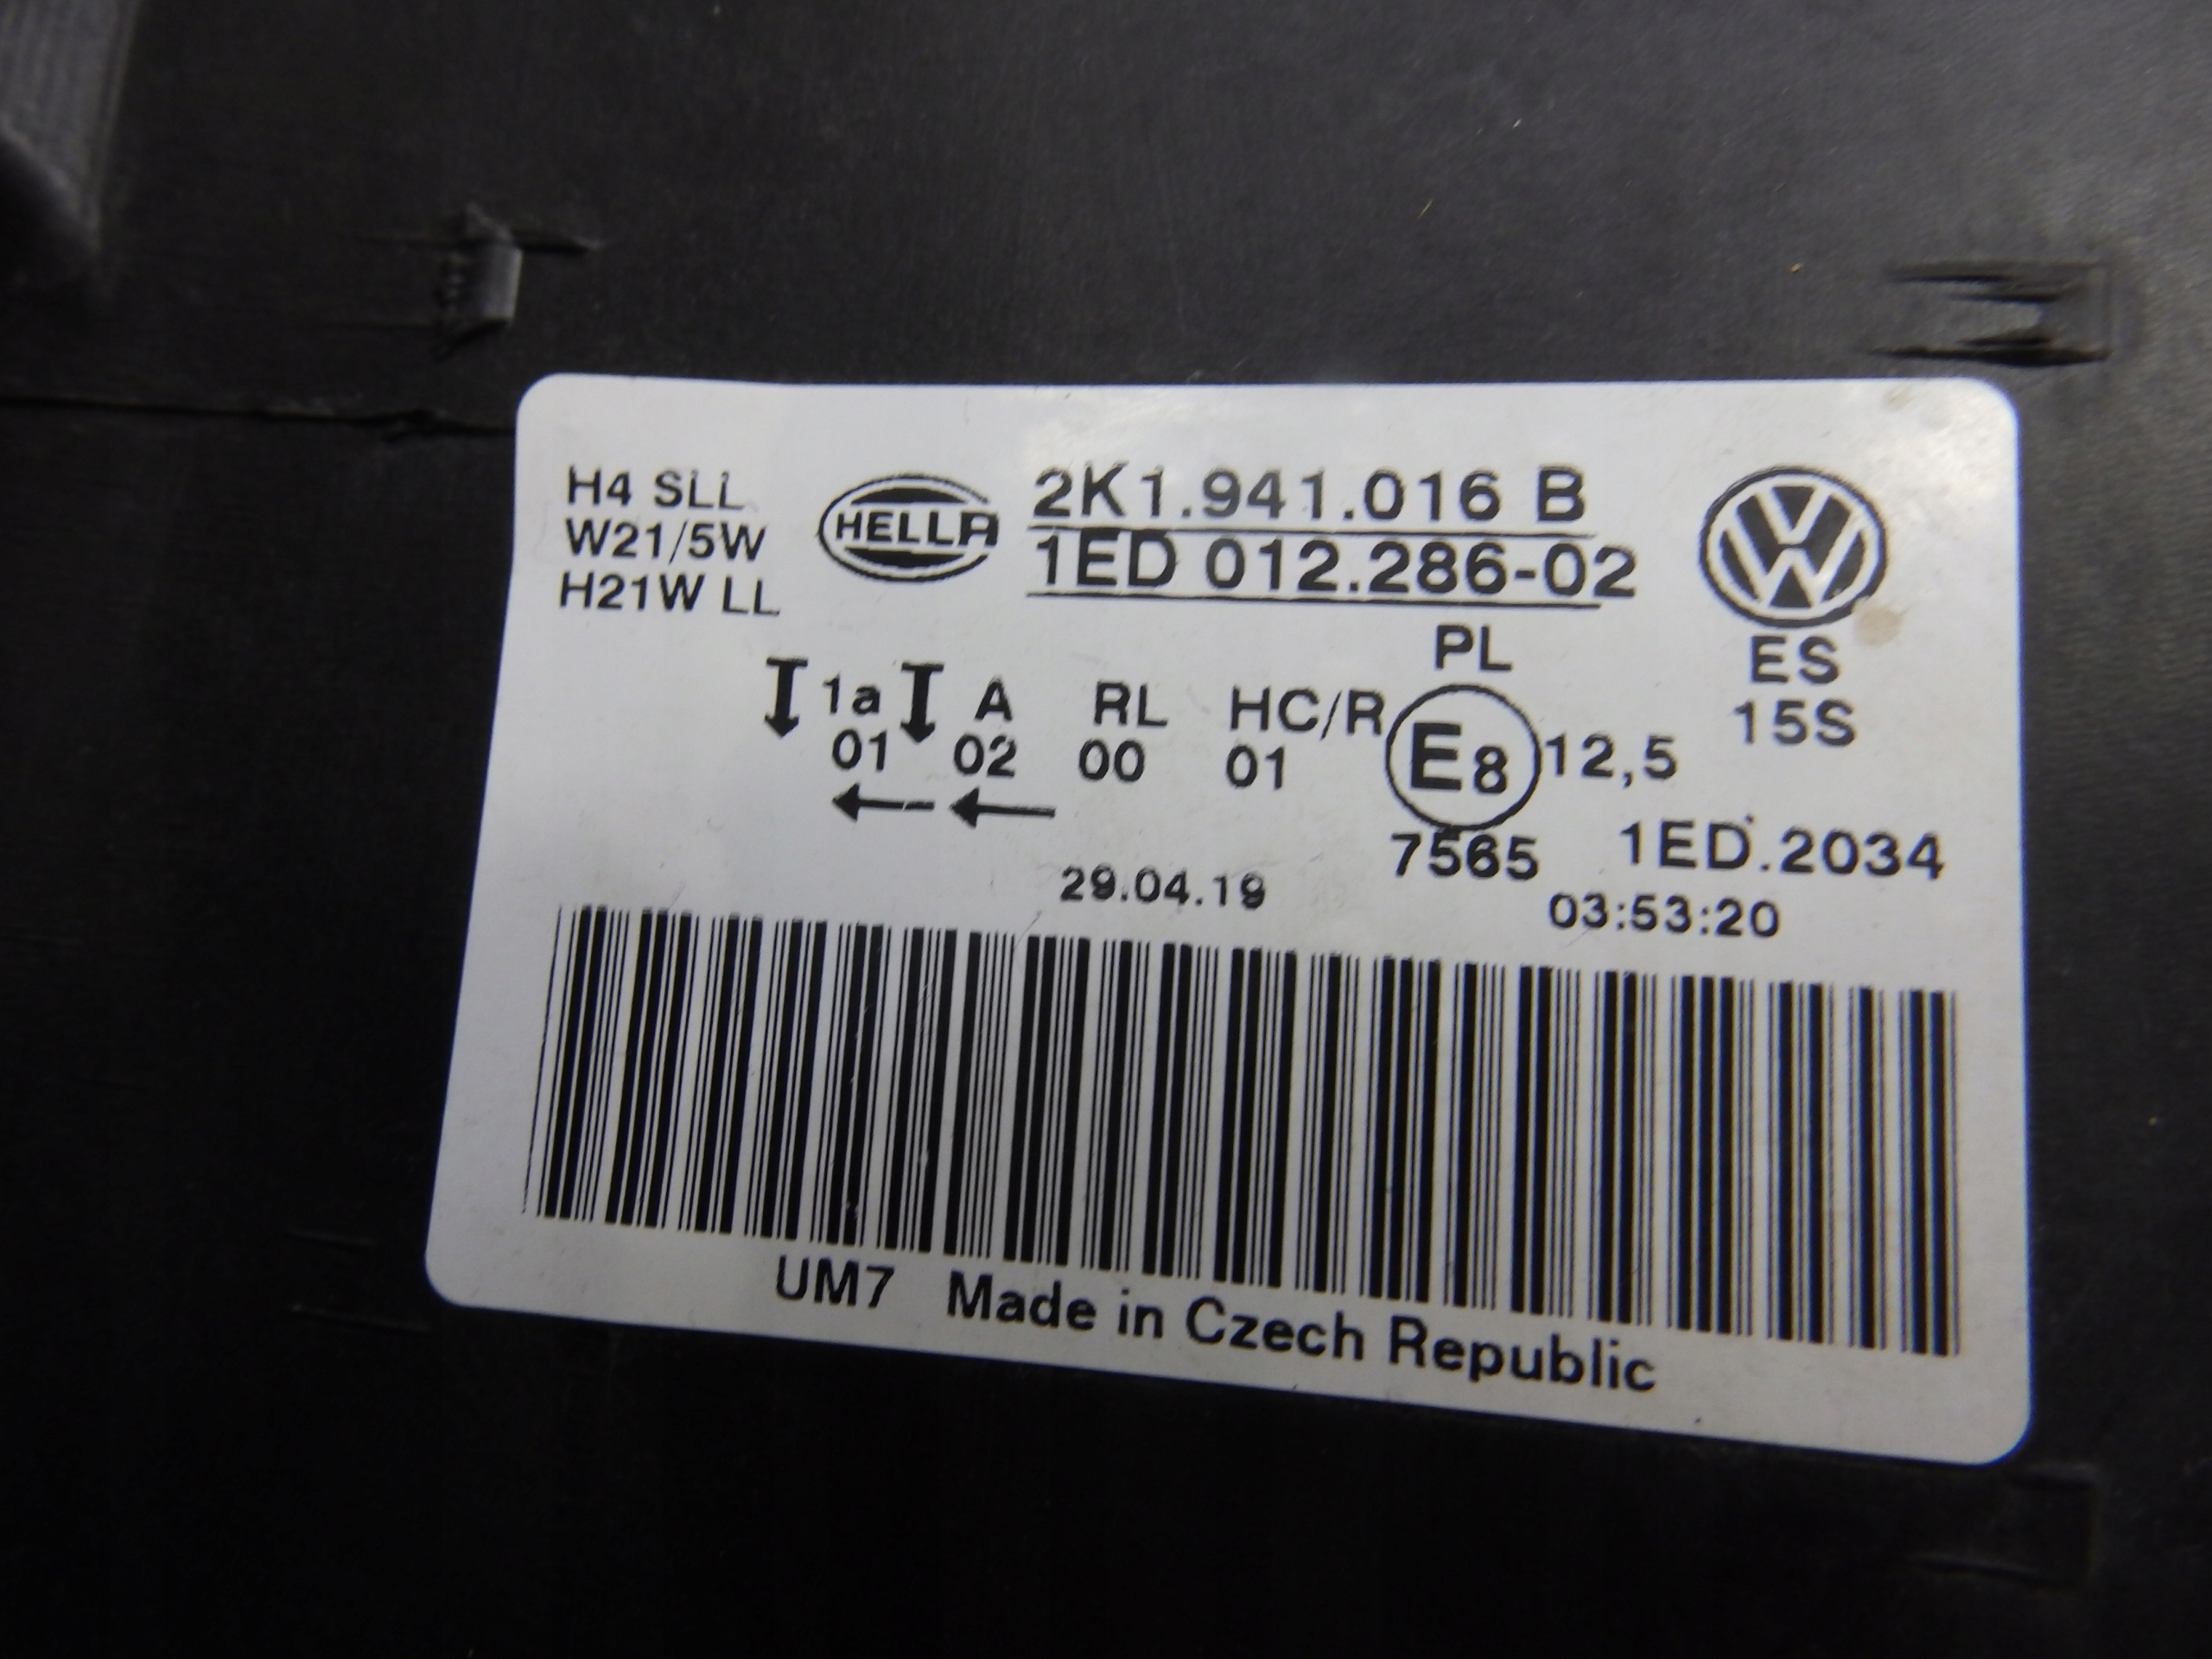 H4 SLL
W21/5W
H21W LL
HELLA
2K1.941.016 B
1ED 012.286-02
PL
ES
15S
1a A RL HC/R
01 02 00 01
E8 12,5
7565 1ED.2034
29.04.19 03:53:20
UM7 Made in Czech Republic